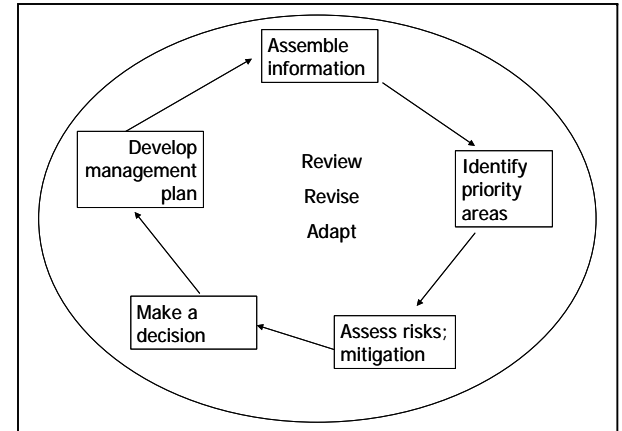 Assemble
information
Identify
priority
areas
Assess risks;
mitigation
Make a
decision
Develop
management
plan
Review
Revise
Adapt